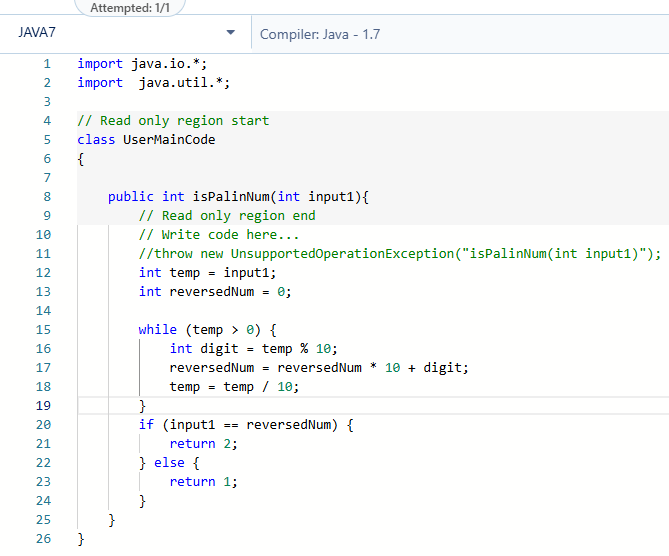 Attempted: 1/1
JAVA7
Compiler: Java - 1.7
1 import java.io.*;
2 import  java.util.*;
3
4 // Read only region start
5 class UserMainCode
6 {
7
8     public int isPalinNum(int input1){
9         // Read only region end
10         // Write code here...
11         //throw new UnsupportedOperationException("isPalinNum(int input1)");
12         int temp = input1;
13         int reversedNum = 0;
14
15         while (temp > 0) {
16             int digit = temp % 10;
17             reversedNum = reversedNum * 10 + digit;
18             temp = temp / 10;
19         }
20         if (input1 == reversedNum) {
21             return 2;
22         } else {
23             return 1;
24         }
25     }
26 }